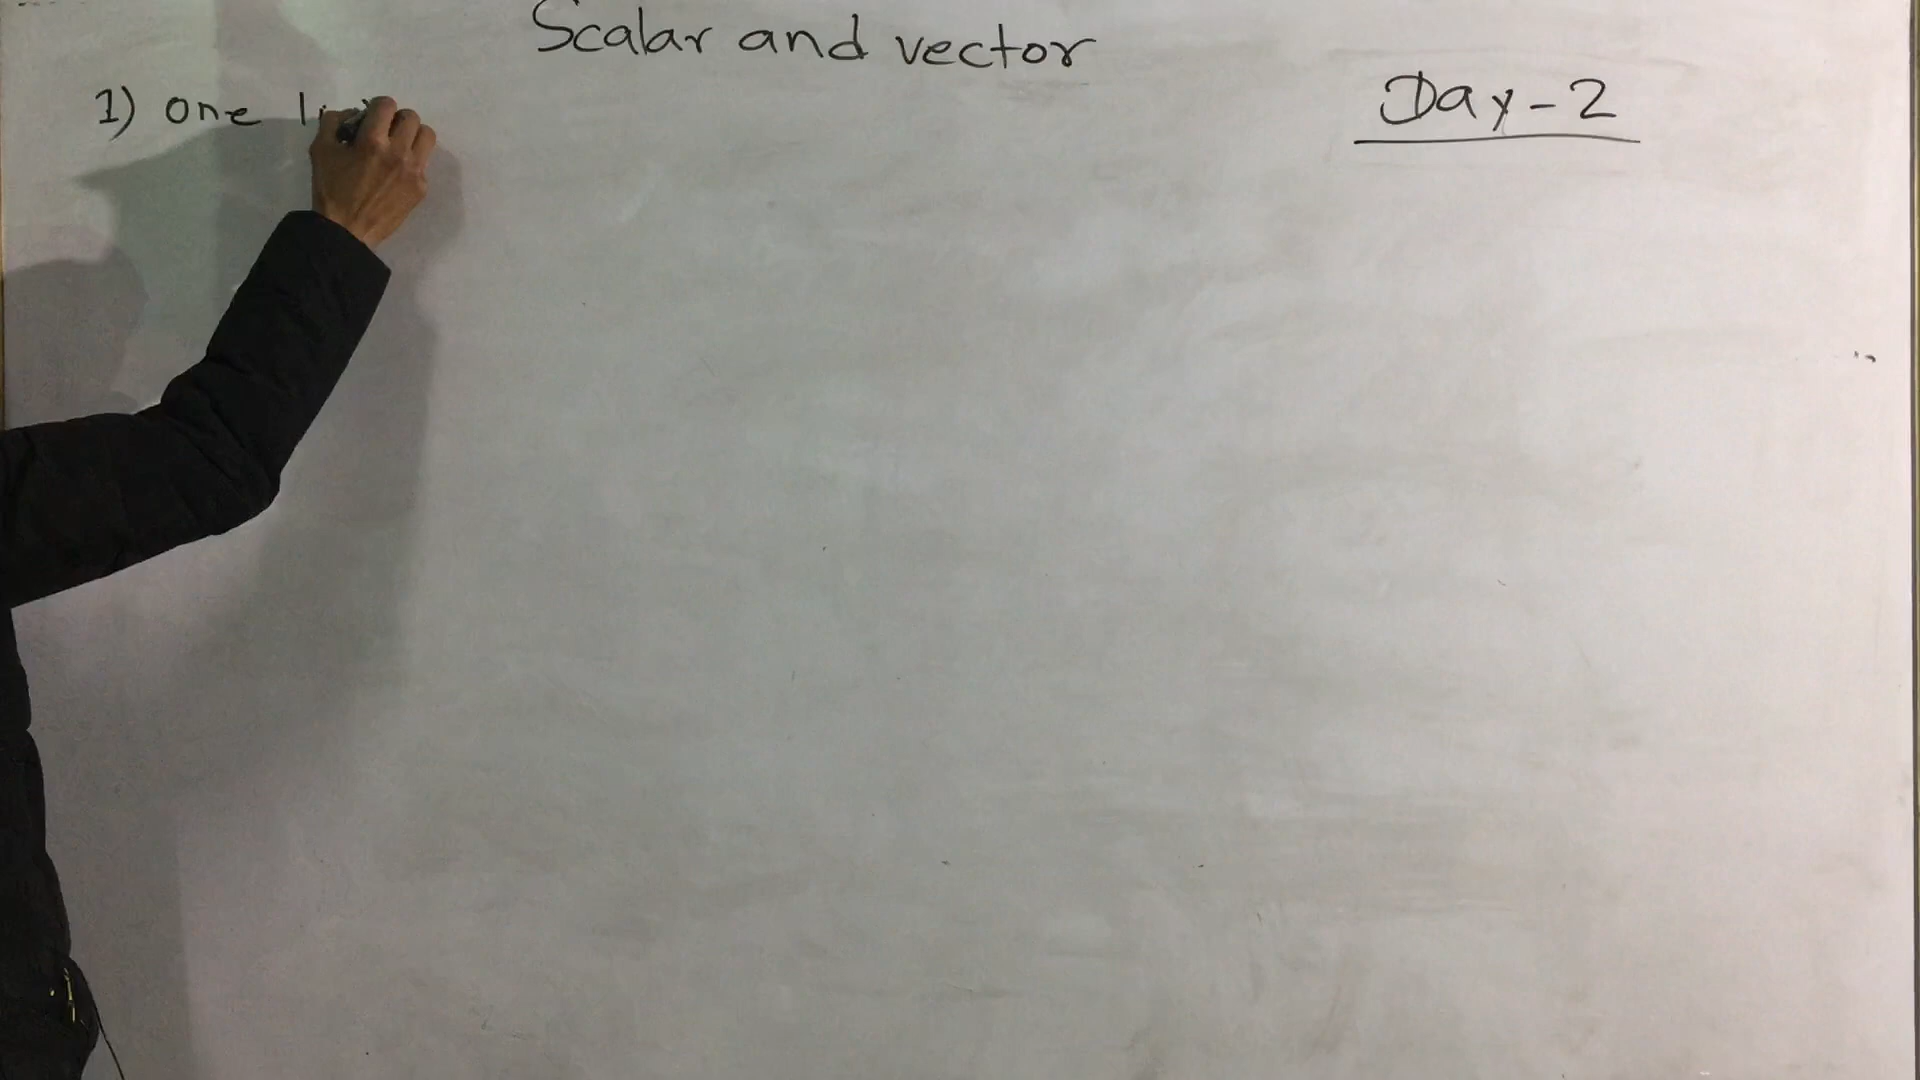 Scalar and vector
Day-2
1) one